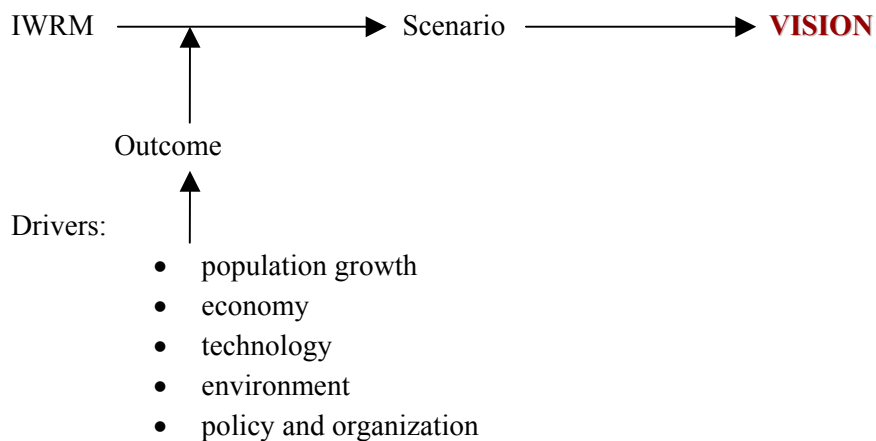 IWRM Scenario VISION
Outcome
Drivers:
• population growth
• economy
• technology
• environment
• policy and organization